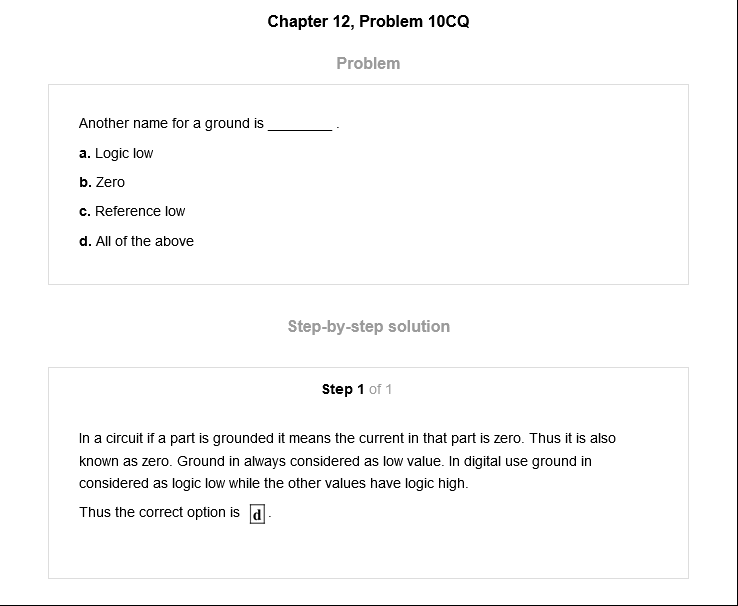 Chapter 12, Problem 10CQ
Problem
Another name for a ground is ________ .
a. Logic low
b. Zero
c. Reference low
d. All of the above
Step-by-step solution
Step 1 of 1
In a circuit if a part is grounded it means the current in that part is zero. Thus it is also
known as zero. Ground in always considered as low value. In digital use ground in
considered as logic low while the other values have logic high.
Thus the correct option is d .